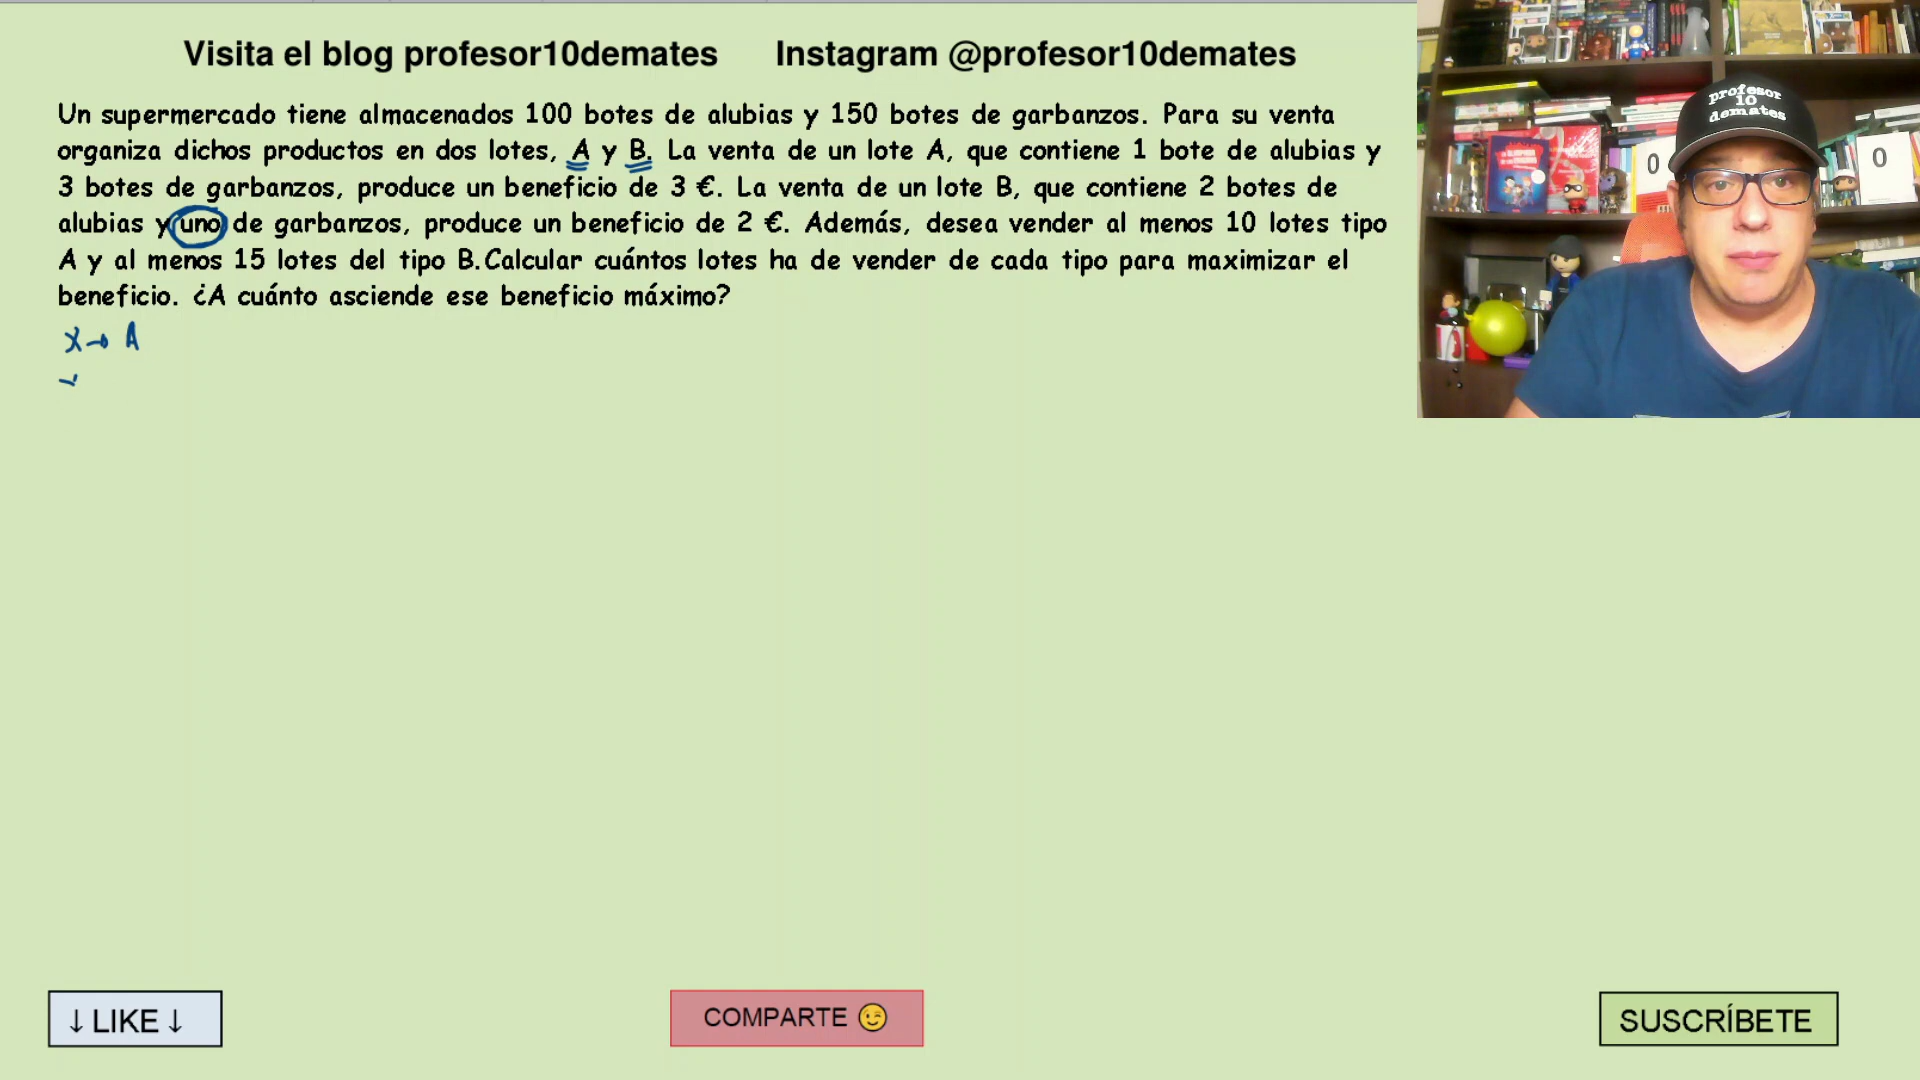 Visita el blog profesor10demates Instagram @profesor10demates
Un supermercado tiene almacenados 100 botes de alubias y 150 botes de garbanzos. Para su venta
organiza dichos productos en dos lotes, A y B. La venta de un lote A, que contiene 1 bote de alubias y
3 botes de garbanzos, produce un beneficio de 3 €. La venta de un lote B, que contiene 2 botes de
alubias y uno de garbanzos, produce un beneficio de 2 €. Además, desea vender al menos 10 lotes tipo
A y al menos 15 lotes del tipo B.Calcular cuántos lotes ha de vender de cada tipo para maximizar el
beneficio. ¿A cuánto asciende ese beneficio máximo?
x→ A
profesor
10
demates
0
0
↓ LIKE ↓
COMPARTE 😉
SUSCRÍBETE